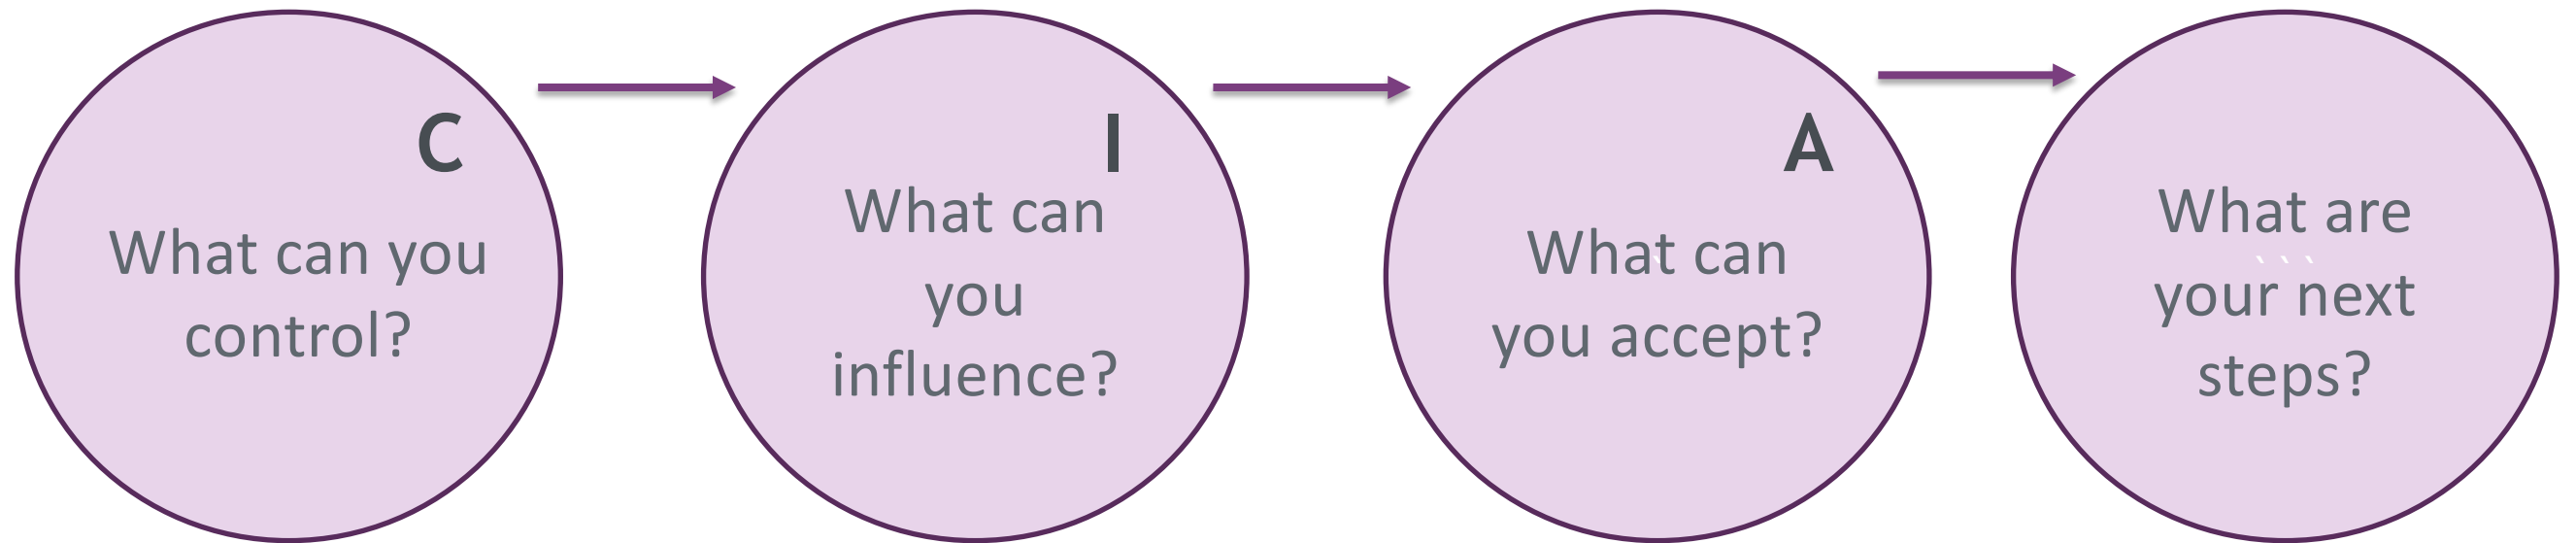 C
What can you
control?
I
What can
you
influence?
A
What can
you accept?
What are
your next
steps?